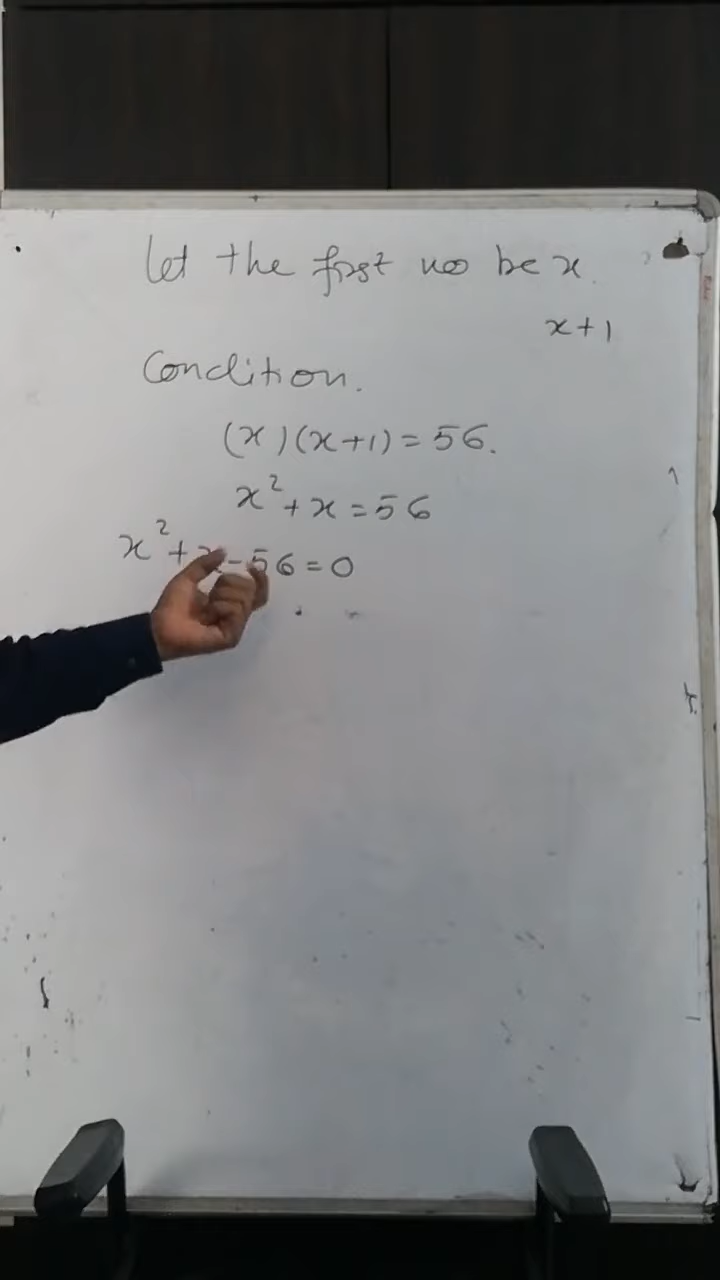 Let the first no be x.
x+1
Condition.
(x)(x+1)=56.
x²+x=56
x²+x-56=0